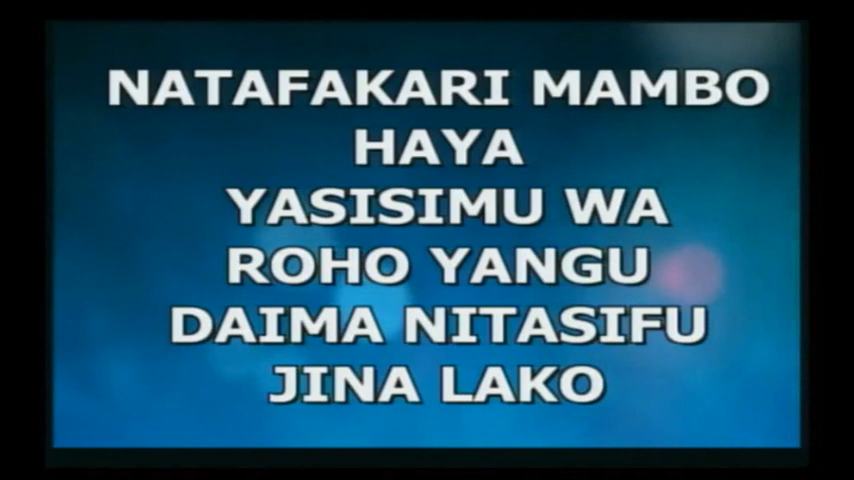 NATAFAKARI MAMBO
HAYA
YASISIMU WA
ROHO YANGU
DAIMA NITASIFU
JINA LAKO